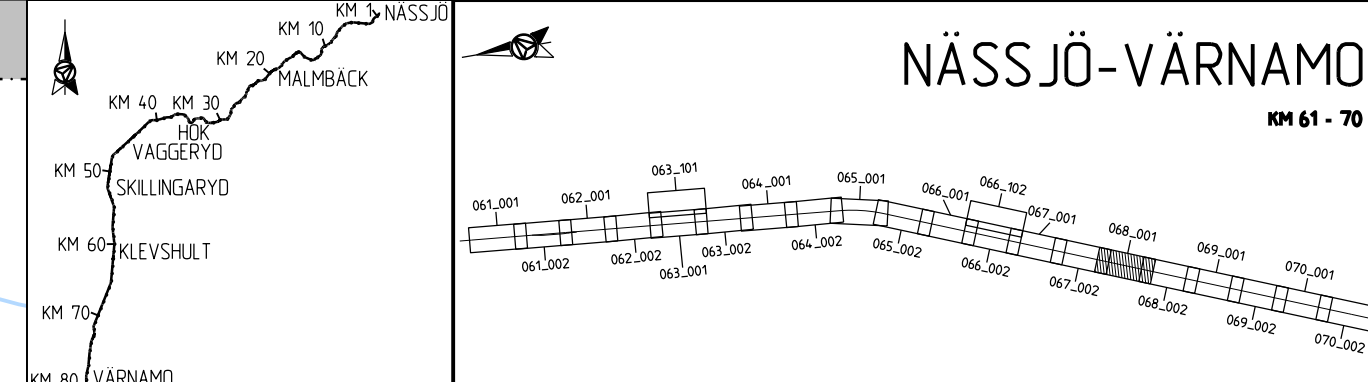 KM 1
NÄSSJÖ
KM 10
KM 20
MALMBÄCK
KM 40
KM 30
HOK
VAGGERYD
KM 50
SKILLINGARYD
KM 60
KLEVSHULT
KM 70
KM 80
VÄRNAMO
NÄSSJÖ-VÄRNAMO
KM 61 - 70
063_101
061_001
062_001
064_001
065_001
066_001
066_102
067_001
068_001
069_001
070_001
061_002
062_002
063_001
063_002
064_002
065_002
066_002
067_002
068_002
069_002
070_002